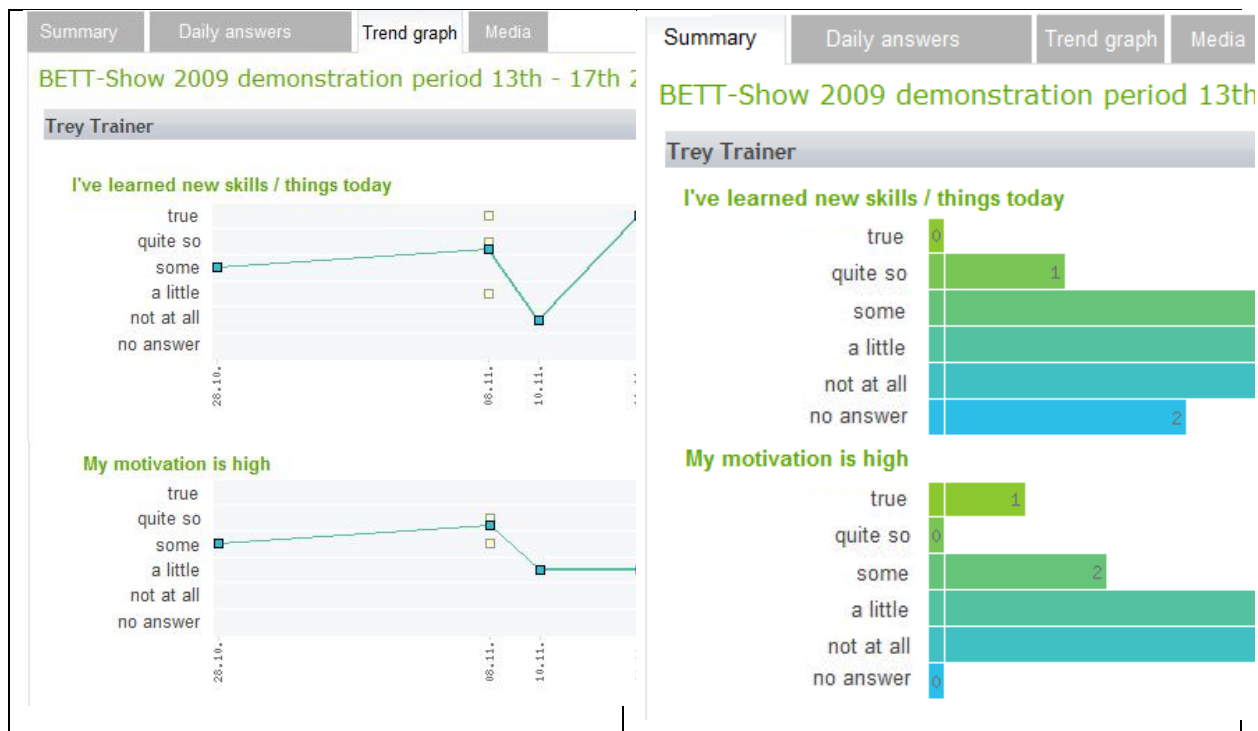 Summary Daily answers Trend graph Media
BETT-Show 2009 demonstration period 13th - 17th
Trey Trainer
I've learned new skills / things today
true
quite so
some
a little
not at all
no answer
28.10. 08.11. 10.11.
My motivation is high
true
quite so
some
a little
not at all
no answer
28.10. 08.11. 10.11.
Summary Daily answers Trend graph Media
BETT-Show 2009 demonstration period 13th
Trey Trainer
I've learned new skills / things today
true 0
quite so 1
some
a little
not at all
no answer 2
My motivation is high
true 1
quite so 0
some 2
a little
not at all
no answer 0